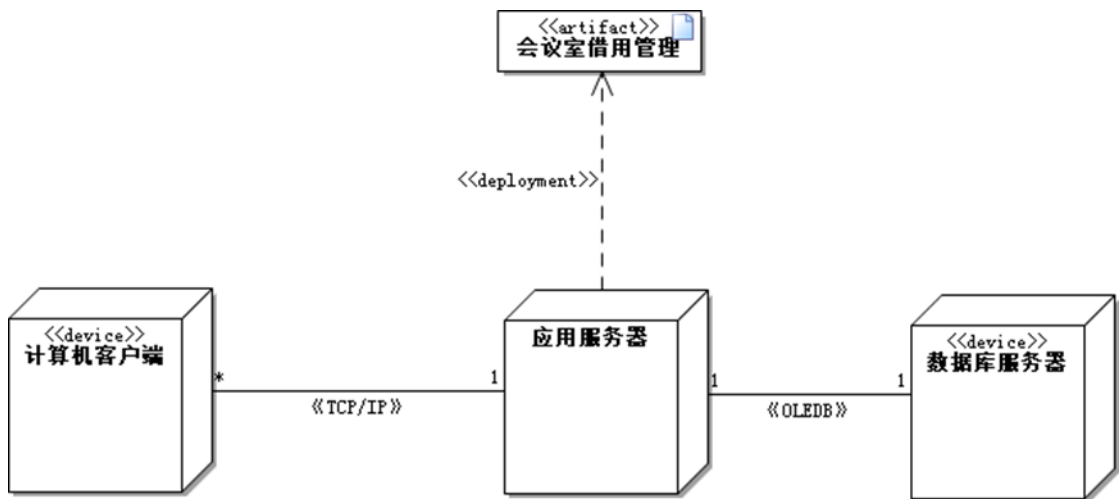 <<artifact>>
会议室借用管理
<<deployment>>
<<device>>
计算机客户端
应用服务器
<<device>>
数据库服务器
*
1
1
1
《TCP/IP》
《OLEDB》